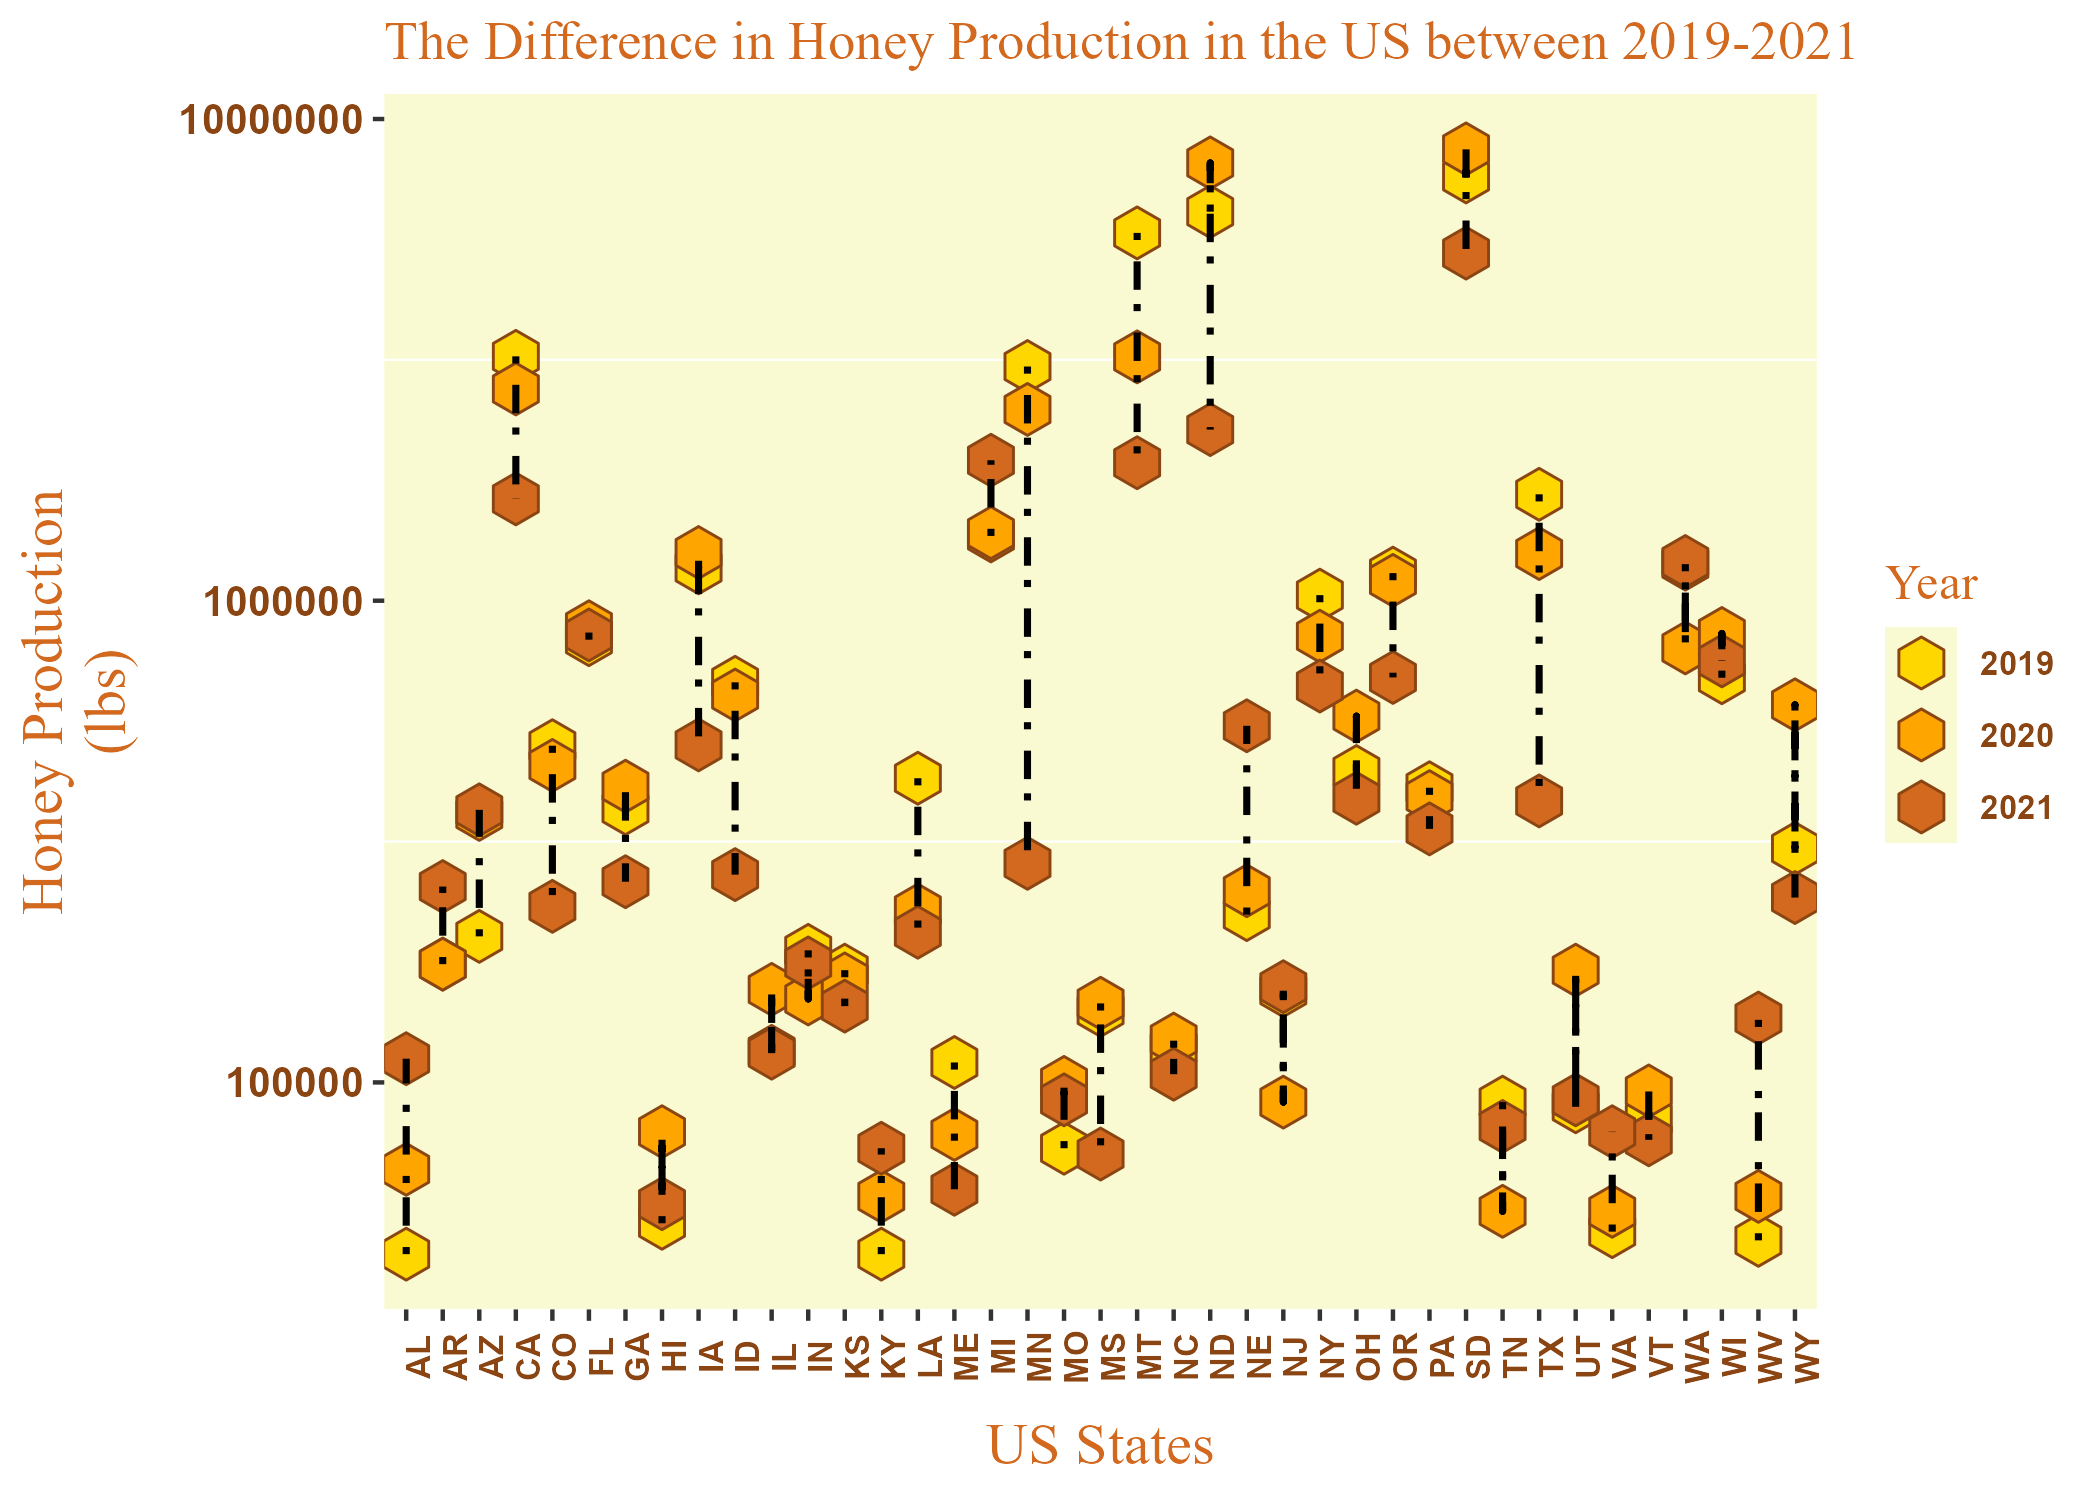 The Difference in Honey Production in the US between 2019-2021
10000000
1000000
100000
Honey Production
(lbs)
AL
AR
AZ
CA
CO
FL
GA
HI
IA
ID
IL
IN
KS
KY
LA
ME
MI
MN
MO
MS
MT
NC
ND
NE
NJ
NY
OH
OR
PA
SD
TN
TX
UT
VA
VT
WA
WI
WV
WY
US States
Year
2019
2020
2021